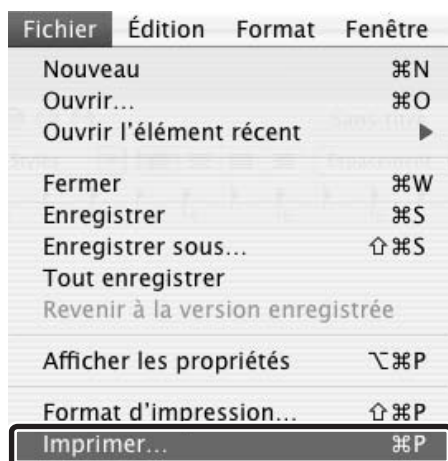 Fichier Édition Format Fenêtre
Nouveau ⌘N
Ouvrir... ⌘O
Ouvrir l'élément récent ▶
Fermer ⌘W
Enregistrer ⌘S
Enregistrer sous... ⇧⌘S
Tout enregistrer
Revenir à la version enregistrée
Afficher les propriétés ⌥⌘P
Format d'impression... ⇧⌘P
Imprimer... ⌘P